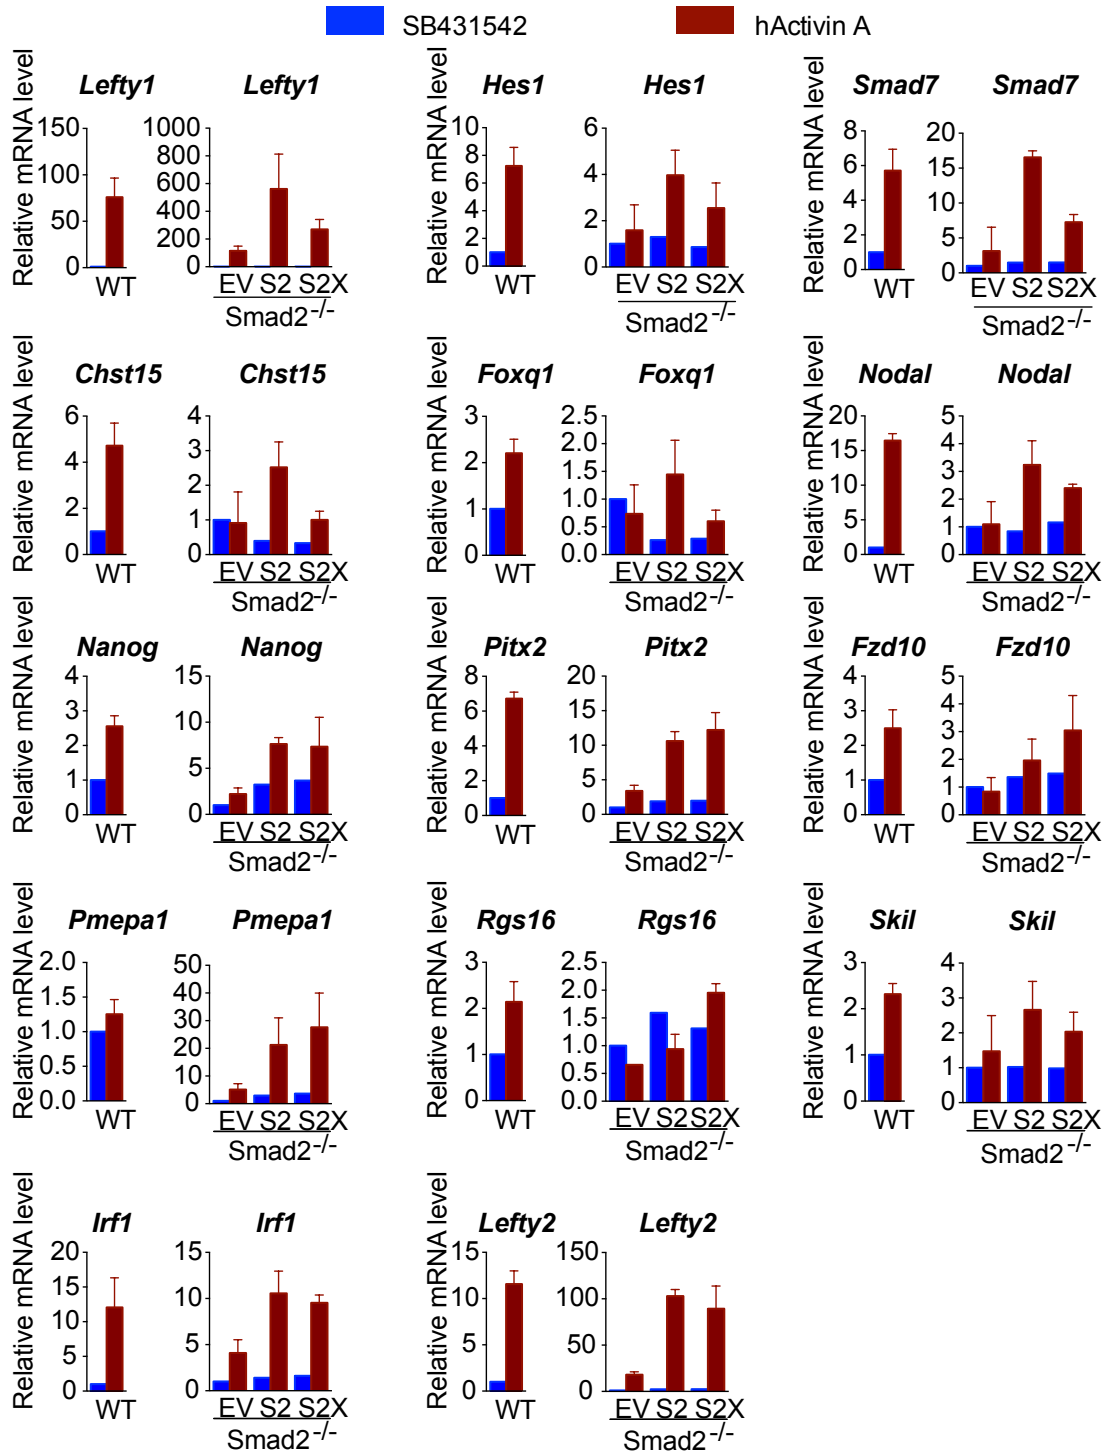 SB431542 hActivin A
Lefty1 Lefty1 Hes1 Hes1 Smad7 Smad7
Relative mRNA level
150
100
50
0
WT
1000
800
600
400
200
0
EV S2 S2X
Smad2-/-
Relative mRNA level
10
8
6
4
2
0
WT
6
4
2
0
EV S2 S2X
Smad2-/-
Relative mRNA level
8
6
4
2
0
WT
20
15
10
5
0
EV S2 S2X
Smad2-/-
Chst15 Chst15 Foxq1 Foxq1 Nodal Nodal
Relative mRNA level
6
4
2
0
WT
4
3
2
1
0
EV S2 S2X
Smad2-/-
Relative mRNA level
3
2
1
0
WT
2.5
2.0
1.5
1.0
0.5
0.0
EV S2 S2X
Smad2-/-
Relative mRNA level
20
15
10
5
0
WT
5
4
3
2
1
0
EV S2 S2X
Smad2-/-
Nanog Nanog Pitx2 Pitx2 Fzd10 Fzd10
Relative mRNA level
4
3
2
1
0
WT
15
10
5
0
EV S2 S2X
Smad2-/-
Relative mRNA level
8
6
4
2
0
WT
20
15
10
5
0
EV S2 S2X
Smad2-/-
Relative mRNA level
4
3
2
1
0
WT
5
4
3
2
1
0
EV S2 S2X
Smad2-/-
Pmepa1 Pmepa1 Rgs16 Rgs16 Skil Skil
Relative mRNA level
2.0
1.5
1.0
0.5
0.0
WT
50
40
30
20
10
0
EV S2 S2X
Smad2-/-
Relative mRNA level
3
2
1
0
WT
2.5
2.0
1.5
1.0
0.5
0.0
EV S2 S2X
Smad2-/-
Relative mRNA level
3
2
1
0
WT
4
3
2
1
0
EV S2 S2X
Smad2-/-
Irf1 Irf1 Lefty2 Lefty2
Relative mRNA level
20
15
10
5
0
WT
15
10
5
0
EV S2 S2X
Smad2-/-
Relative mRNA level
15
10
5
0
WT
150
100
50
0
EV S2 S2X
Smad2-/-